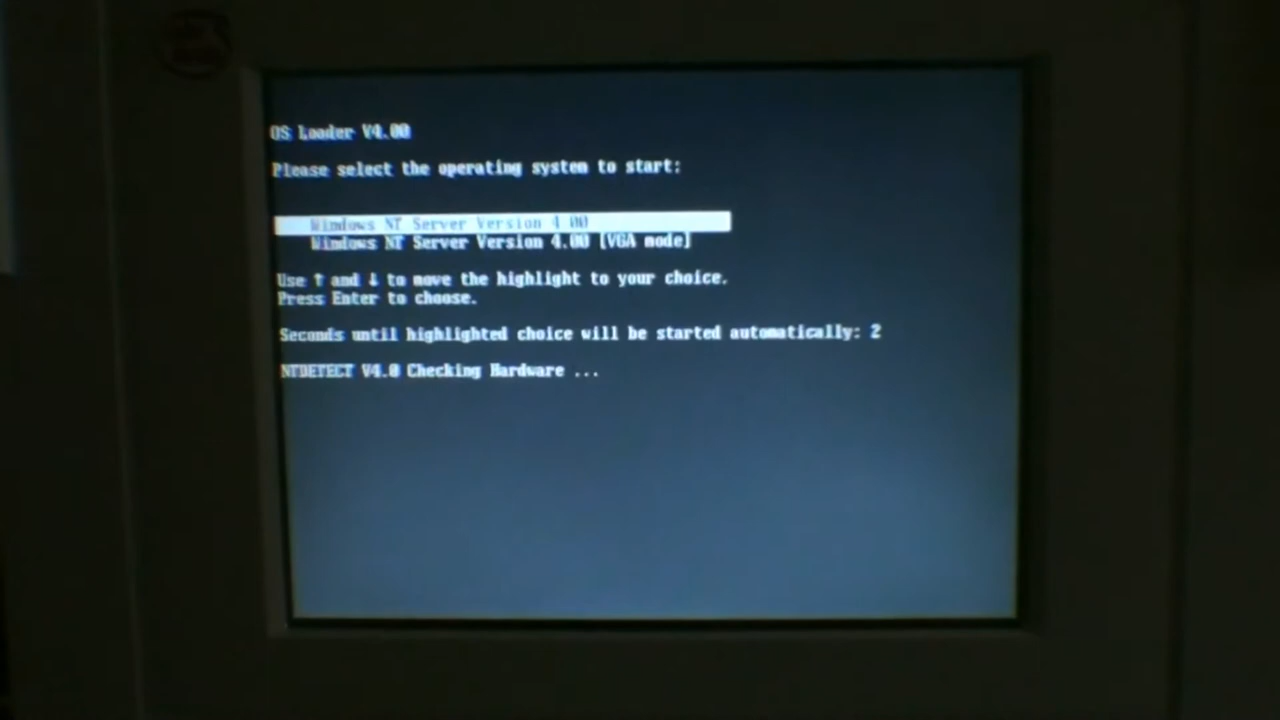 OS Loader V4.00
Please select the operating system to start:
Windows NT Server Version 4.00
Windows NT Server Version 4.00 [VGA mode]
Use ↑ and ↓ to move the highlight to your choice.
Press Enter to choose.
Seconds until highlighted choice will be started automatically: 2
NTDETECT V4.0 Checking Hardware ...